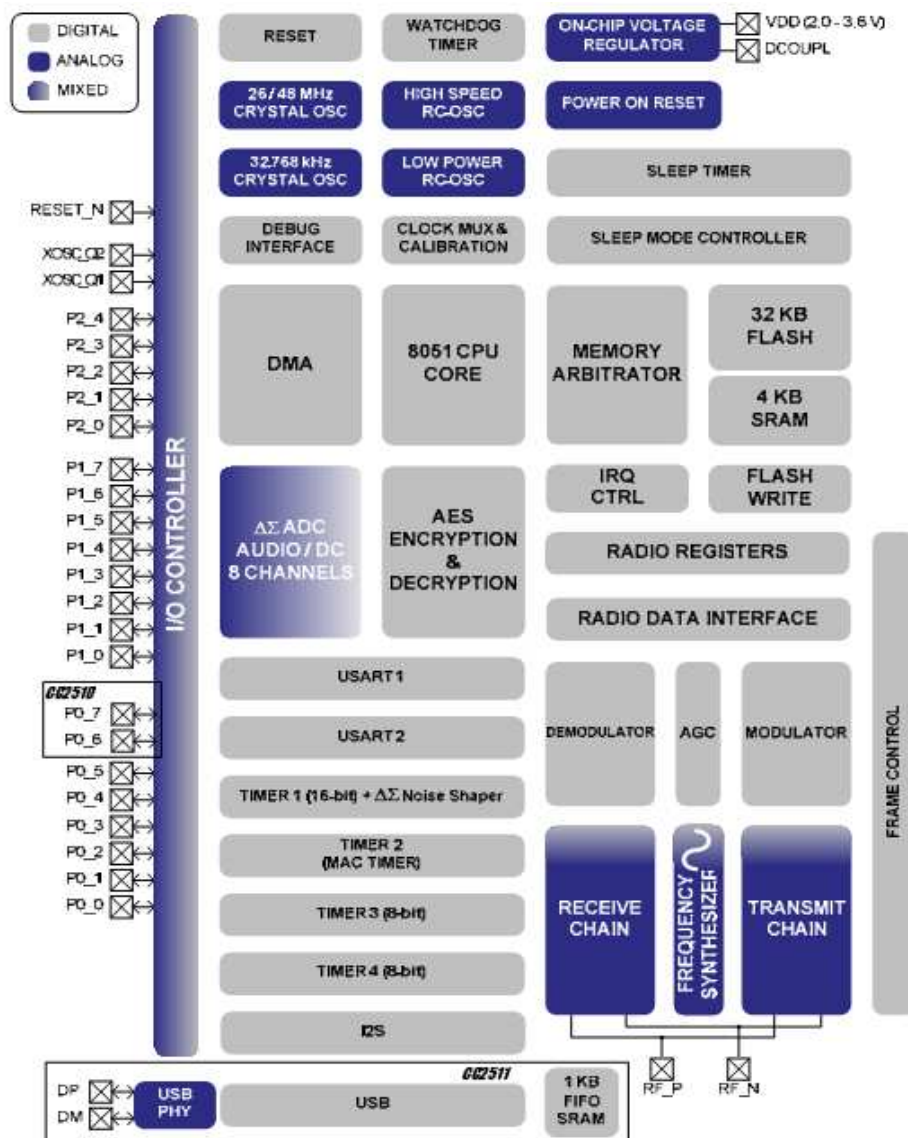 DIGITAL
ANALOG
MIXED
RESET
WATCHDOG
TIMER
ON-CHIP VOLTAGE
REGULATOR
VDD (2.0 - 3.6 V)
DCOUPL
26/48 MHz
CRYSTAL OSC
HIGH SPEED
RC-OSC
POWER ON RESET
32.768 kHz
CRYSTAL OSC
LOW POWER
RC-OSC
SLEEP TIMER
DEBUG
INTERFACE
CLOCK MUX &
CALIBRATION
SLEEP MODE CONTROLLER
RESET_N
XOSC_Q2
XOSC_Q1
P2_4
P2_3
P2_2
P2_1
P2_0
P1_7
P1_6
P1_5
P1_4
P1_3
P1_2
P1_1
P1_0
CC2510
P0_7
P0_6
P0_5
P0_4
P0_3
P0_2
P0_1
P0_0
I/O CONTROLLER
DMA
8051 CPU
CORE
MEMORY
ARBITRATOR
32 KB
FLASH
4 KB
SRAM
ΔΣ ADC
AUDIO / DC
8 CHANNELS
AES
ENCRYPTION
&
DECRYPTION
IRQ
CTRL
FLASH
WRITE
RADIO REGISTERS
RADIO DATA INTERFACE
USART 1
USART 2
TIMER 1 (16-bit) + ΔΣ Noise Shaper
TIMER 2
(MAC TIMER)
TIMER 3 (8-bit)
TIMER 4 (8-bit)
I2S
DEMODULATOR
AGC
MODULATOR
RECEIVE
CHAIN
FREQUENCY
SYNTHESIZER
TRANSMIT
CHAIN
FRAME CONTROL
RF_P
RF_N
CC2511
DP
DM
USB
PHY
USB
1 KB
FIFO
SRAM